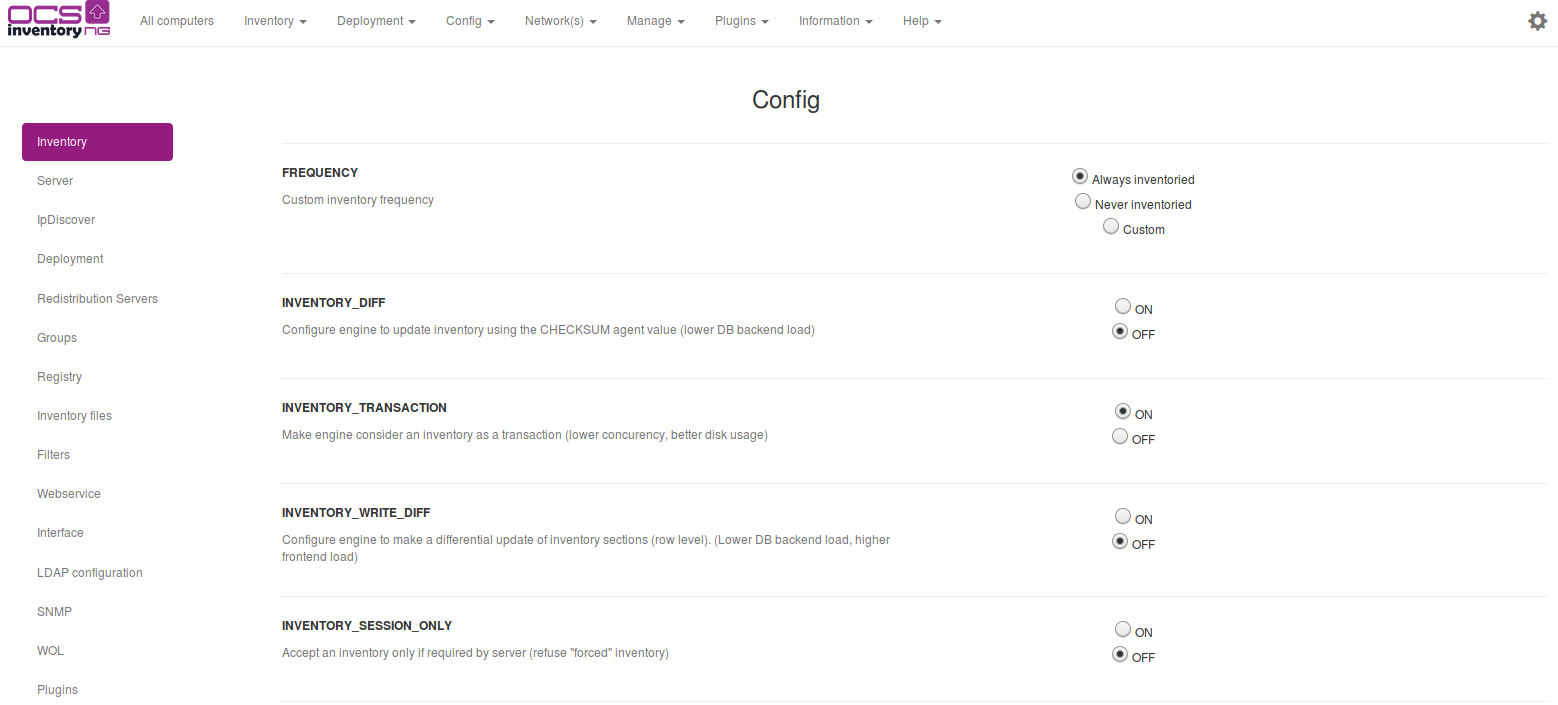 OCS
inventory NG
All computers Inventory Deployment Config Network(s) Manage Plugins Information Help
Config
Inventory
Server
IpDiscover
Deployment
Redistribution Servers
Groups
Registry
Inventory files
Filters
Webservice
Interface
LDAP configuration
SNMP
WOL
Plugins
FREQUENCY
Custom inventory frequency
Always inventoried
Never inventoried
Custom
INVENTORY_DIFF
Configure engine to update inventory using the CHECKSUM agent value (lower DB backend load)
ON
OFF
INVENTORY_TRANSACTION
Make engine consider an inventory as a transaction (lower concurency, better disk usage)
ON
OFF
INVENTORY_WRITE_DIFF
Configure engine to make a differential update of inventory sections (row level). (Lower DB backend load, higher
frontend load)
ON
OFF
INVENTORY_SESSION_ONLY
Accept an inventory only if required by server (refuse "forced" inventory)
ON
OFF